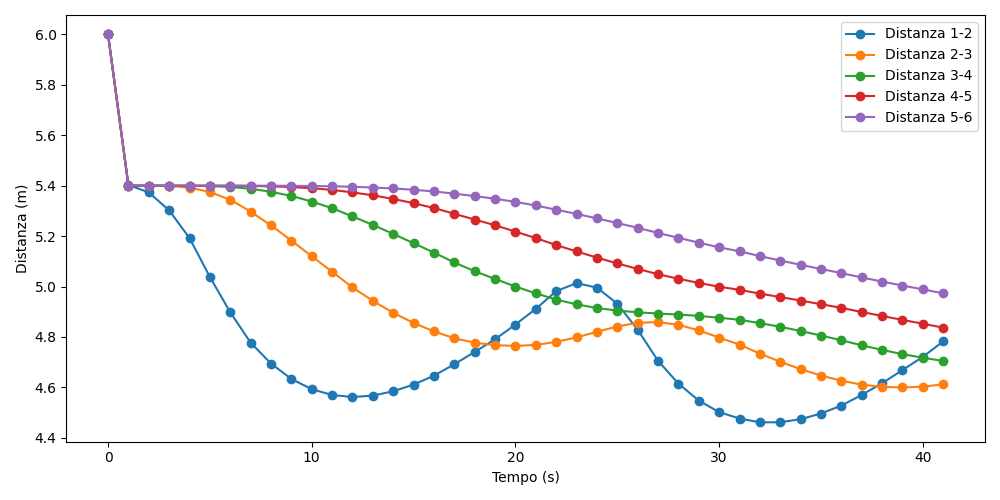 6.0
5.8
5.6
5.4
5.2
5.0
4.8
4.6
4.4
Distanza (m)
0
10
20
30
40
Tempo (s)
Distanza 1-2
Distanza 2-3
Distanza 3-4
Distanza 4-5
Distanza 5-6